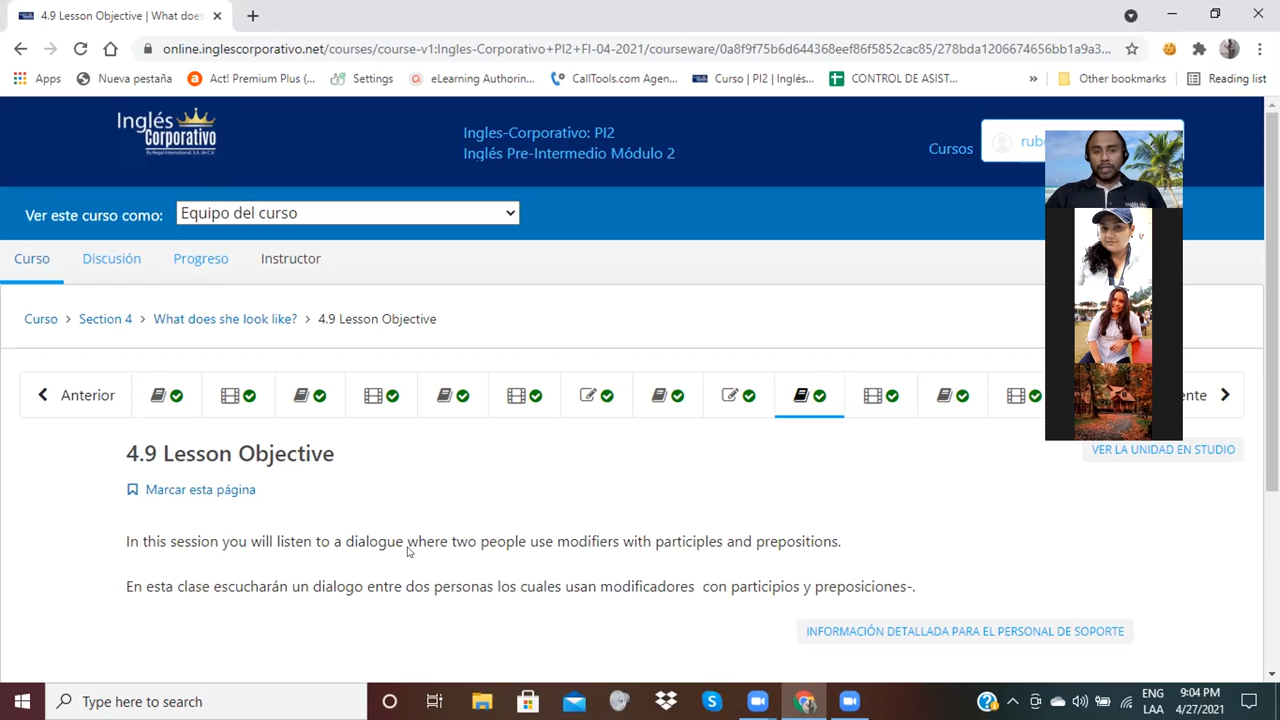 4.9 Lesson Objective | What does
online.inglescorporativo.net/courses/course-v1:Ingles-Corporativo+PI2+FI-04-2021/courseware/0a8f9f75b6d644368eef86f5852cac85/278bda1206674656bb1a9a3...
Apps Nueva pestaña Act! Premium Plus (... Settings eLearning Authorin... CallTools.com Agen... Curso | PI2 | Inglés... CONTROL DE ASIST... » Other bookmarks Reading list
Inglés
Corporativo
Ingles-Corporativo: PI2
Inglés Pre-Intermedio Módulo 2
Cursos
rub
Ver este curso como: Equipo del curso
Curso Discusión Progreso Instructor
Curso > Section 4 > What does she look like? > 4.9 Lesson Objective
Anterior
ente
4.9 Lesson Objective
VER LA UNIDAD EN STUDIO
Marcar esta página
In this session you will listen to a dialogue where two people use modifiers with participles and prepositions.
En esta clase escucharán un dialogo entre dos personas los cuales usan modificadores con participios y preposiciones-.
INFORMACIÓN DETALLADA PARA EL PERSONAL DE SOPORTE
Type here to search
ENG
LAA
9:04 PM
4/27/2021